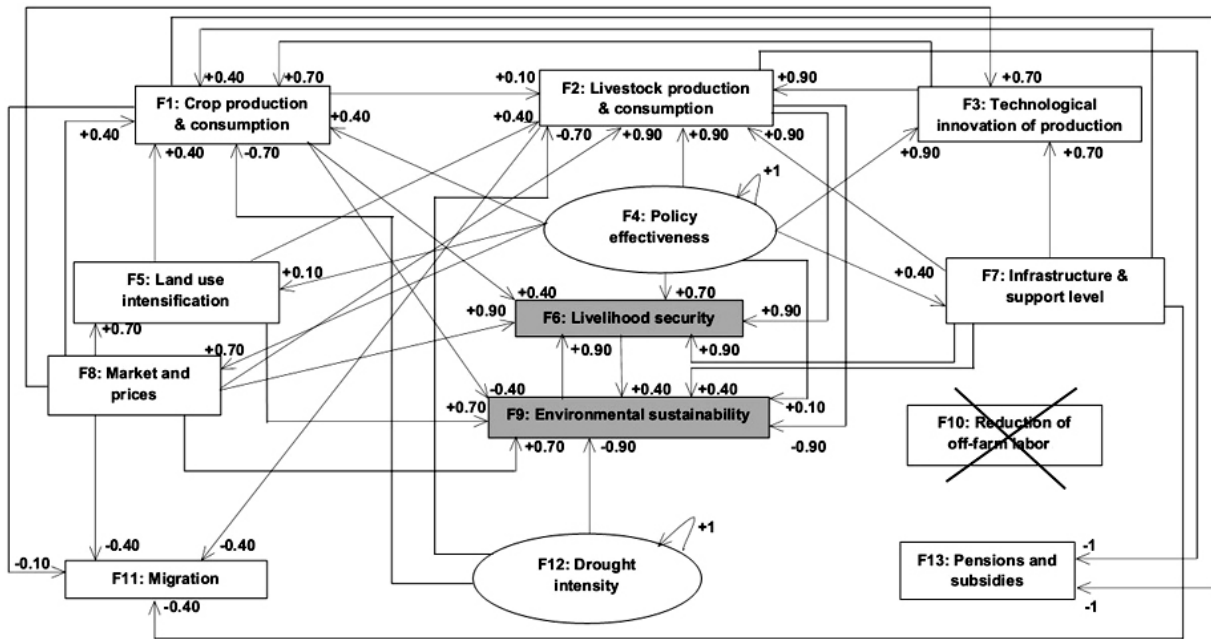 +0.40
+0.70
+0.10
+0.90
+0.70
F1: Crop production
& consumption
F2: Livestock production
& consumption
F3: Technological
innovation of production
+0.40
+0.40
+0.40
-0.70
+0.40
-0.70
+0.90
+0.90
+0.90
+0.90
+0.70
+1
F4: Policy
effectiveness
F5: Land use
intensification
+0.10
+0.40
F7: Infrastructure &
support level
+0.40
+0.70
F6: Livelihood security
+0.90
+0.90
+0.70
+0.70
F8: Market and
prices
+0.90
+0.90
-0.40
+0.40
+0.40
+0.70
F9: Environmental sustainability
+0.10
+0.70
-0.90
-0.90
F10: Reduction of
off-farm labor
-0.10
-0.40
-0.40
F11: Migration
-0.40
+1
F12: Drought
intensity
F13: Pensions and
subsidies
-1
-1